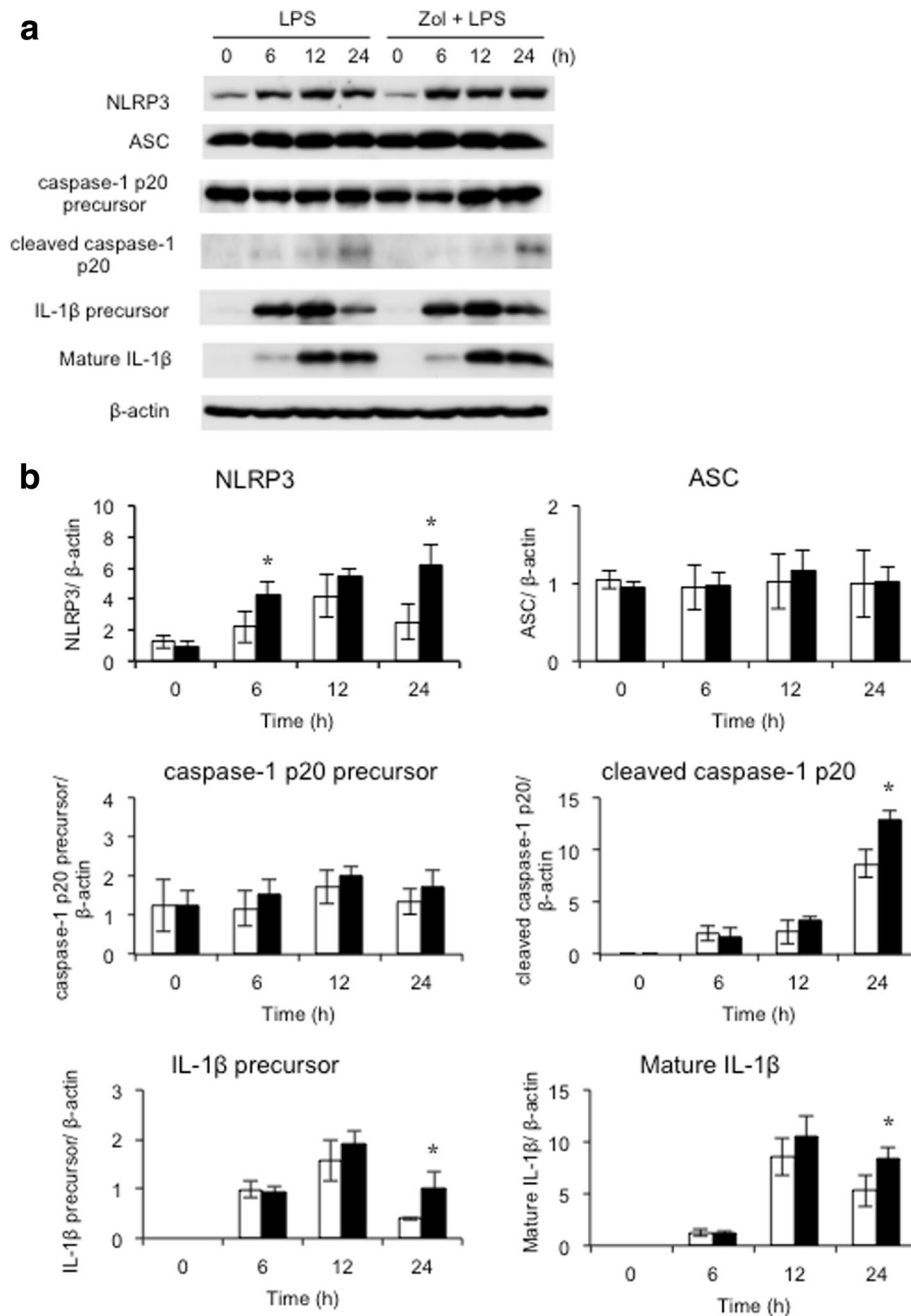 a
LPS Zol + LPS
0 6 12 24 0 6 12 24 (h)
NLRP3
ASC
caspase-1 p20
precursor
cleaved caspase-1
p20
IL-1β precursor
Mature IL-1β
β-actin
b
NLRP3
NLRP3/ β-actin
10
8
6
4
2
0
* *
0 6 12 24
Time (h)
ASC
ASC/ β-actin
2
1
0
0 6 12 24
Time (h)
caspase-1 p20 precursor
caspase-1 p20 precursor/
β-actin
4
3
2
1
0
0 6 12 24
Time (h)
cleaved caspase-1 p20
cleaved caspase-1 p20/
β-actin
15
10
5
0
*
0 6 12 24
Time (h)
IL-1β precursor
IL-1β precursor/ β-actin
3
2
1
0
*
0 6 12 24
Time (h)
Mature IL-1β
Mature IL-1β/ β-actin
15
10
5
0
*
0 6 12 24
Time (h)